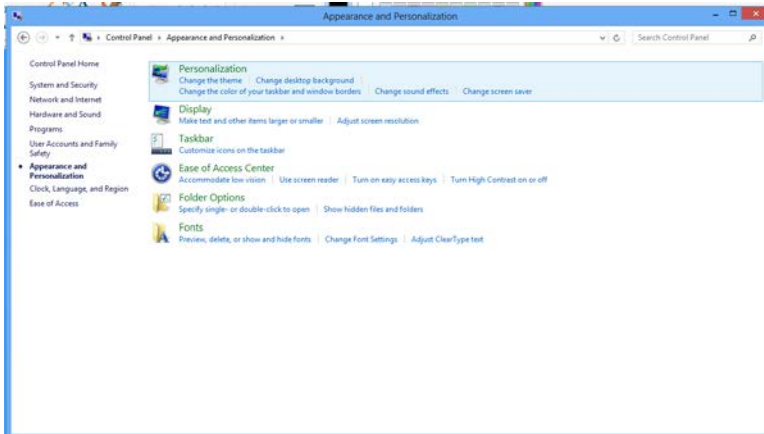 Appearance and Personalization
Control Panel Appearance and Personalization
Search Control Panel
Control Panel Home
System and Security
Network and Internet
Hardware and Sound
Programs
User Accounts and Family
Safety
Appearance and
Personalization
Clock, Language, and Region
Ease of Access
Personalization
Change the theme Change desktop background
Change the color of your taskbar and window borders Change sound effects Change screen saver
Display
Make text and other items larger or smaller Adjust screen resolution
Taskbar
Customize icons on the taskbar
Ease of Access Center
Accommodate low vision Use screen reader Turn on easy access keys Turn High Contrast on or off
Folder Options
Specify single- or double-click to open Show hidden files and folders
Fonts
Preview, delete, or show and hide fonts Change Font Settings Adjust ClearType text